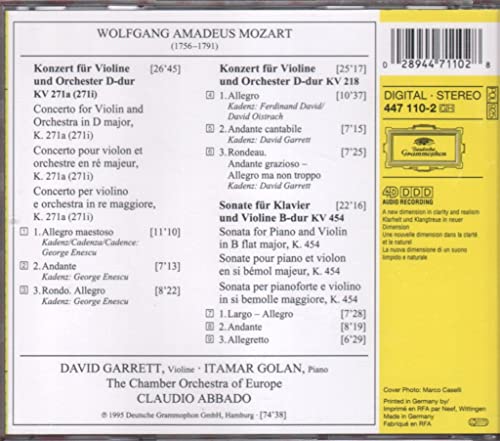 WOLFGANG AMADEUS MOZART
(1756–1791)
Konzert für Violine [26'45]
und Orchester D-dur
KV 271a (271i)
Concerto for Violin and
Orchestra in D major,
K. 271a (271i)
Concerto pour violon et
orchestre en ré majeur,
K. 271a (271i)
Concerto per violino
e orchestra in re maggiore,
K. 271a (271i)
1 1. Allegro maestoso [11'10]
Kadenz/Cadenza/Cadence:
George Enescu
2 2. Andante [7'13]
Kadenz: George Enescu
3 3. Rondo. Allegro [8'22]
Kadenz: George Enescu
Konzert für Violine [25'17]
und Orchester D-dur KV 218
4 1. Allegro [10'37]
Kadenz: Ferdinand David/
David Oistrach
5 2. Andante cantabile [7'15]
Kadenz: David Garrett
6 3. Rondeau. [7'25]
Andante grazioso –
Allegro ma non troppo
Kadenz: David Garrett
Sonate für Klavier [22'16]
und Violine B-dur KV 454
Sonata for Piano and Violin
in B flat major, K. 454
Sonate pour piano et violon
en si bémol majeur, K. 454
Sonata per pianoforte e violino
in si bemolle maggiore, K. 454
7 1. Largo – Allegro [7'28]
8 2. Andante [8'19]
9 3. Allegretto [6'29]
DAVID GARRETT, Violine · ITAMAR GOLAN, Piano
The Chamber Orchestra of Europe
CLAUDIO ABBADO
℗ 1995 Deutsche Grammophon GmbH, Hamburg · [74'38]
0 28944 71102 8
DIGITAL · STEREO
447 110-2 GH
Deutsche
Grammophon
4D DDD
AUDIO RECORDING
A new dimension in clarity and realism
Klarheit und Klangtreue in neuer
Dimension
Une nouvelle dimension dans la clarté
et le naturel
La nuova dimensione di un suono
limpido e naturale
Cover Photo: Marco Caselli
Printed in Germany by/
Imprimé en RFA par Neef, Wittingen
Made in Germany
Fabriqué en RFA